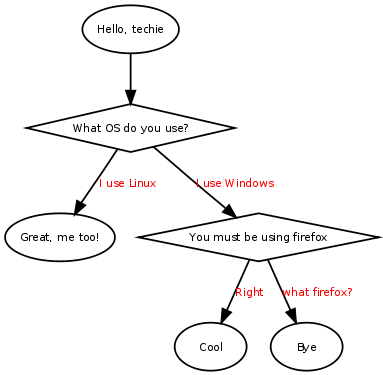 Hello, techie
What OS do you use?
I use Linux
I use Windows
Great, me too!
You must be using firefox
Right
what firefox?
Cool
Bye